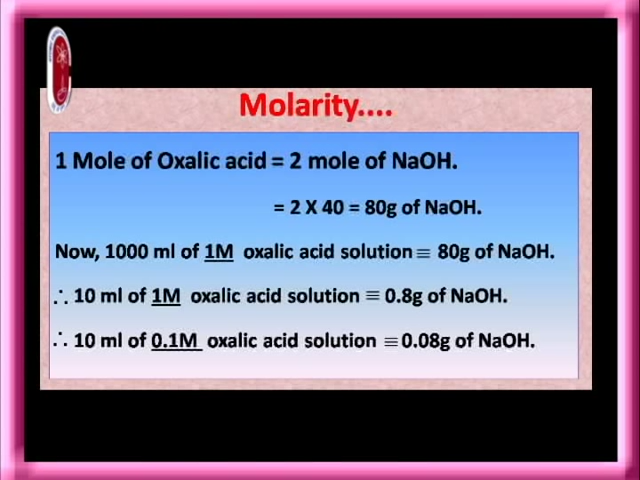 Molarity....
1 Mole of Oxalic acid = 2 mole of NaOH.
= 2 X 40 = 80g of NaOH.
Now, 1000 ml of 1M oxalic acid solution ≡ 80g of NaOH.
∴ 10 ml of 1M oxalic acid solution ≡ 0.8g of NaOH.
∴ 10 ml of 0.1M oxalic acid solution ≡ 0.08g of NaOH.